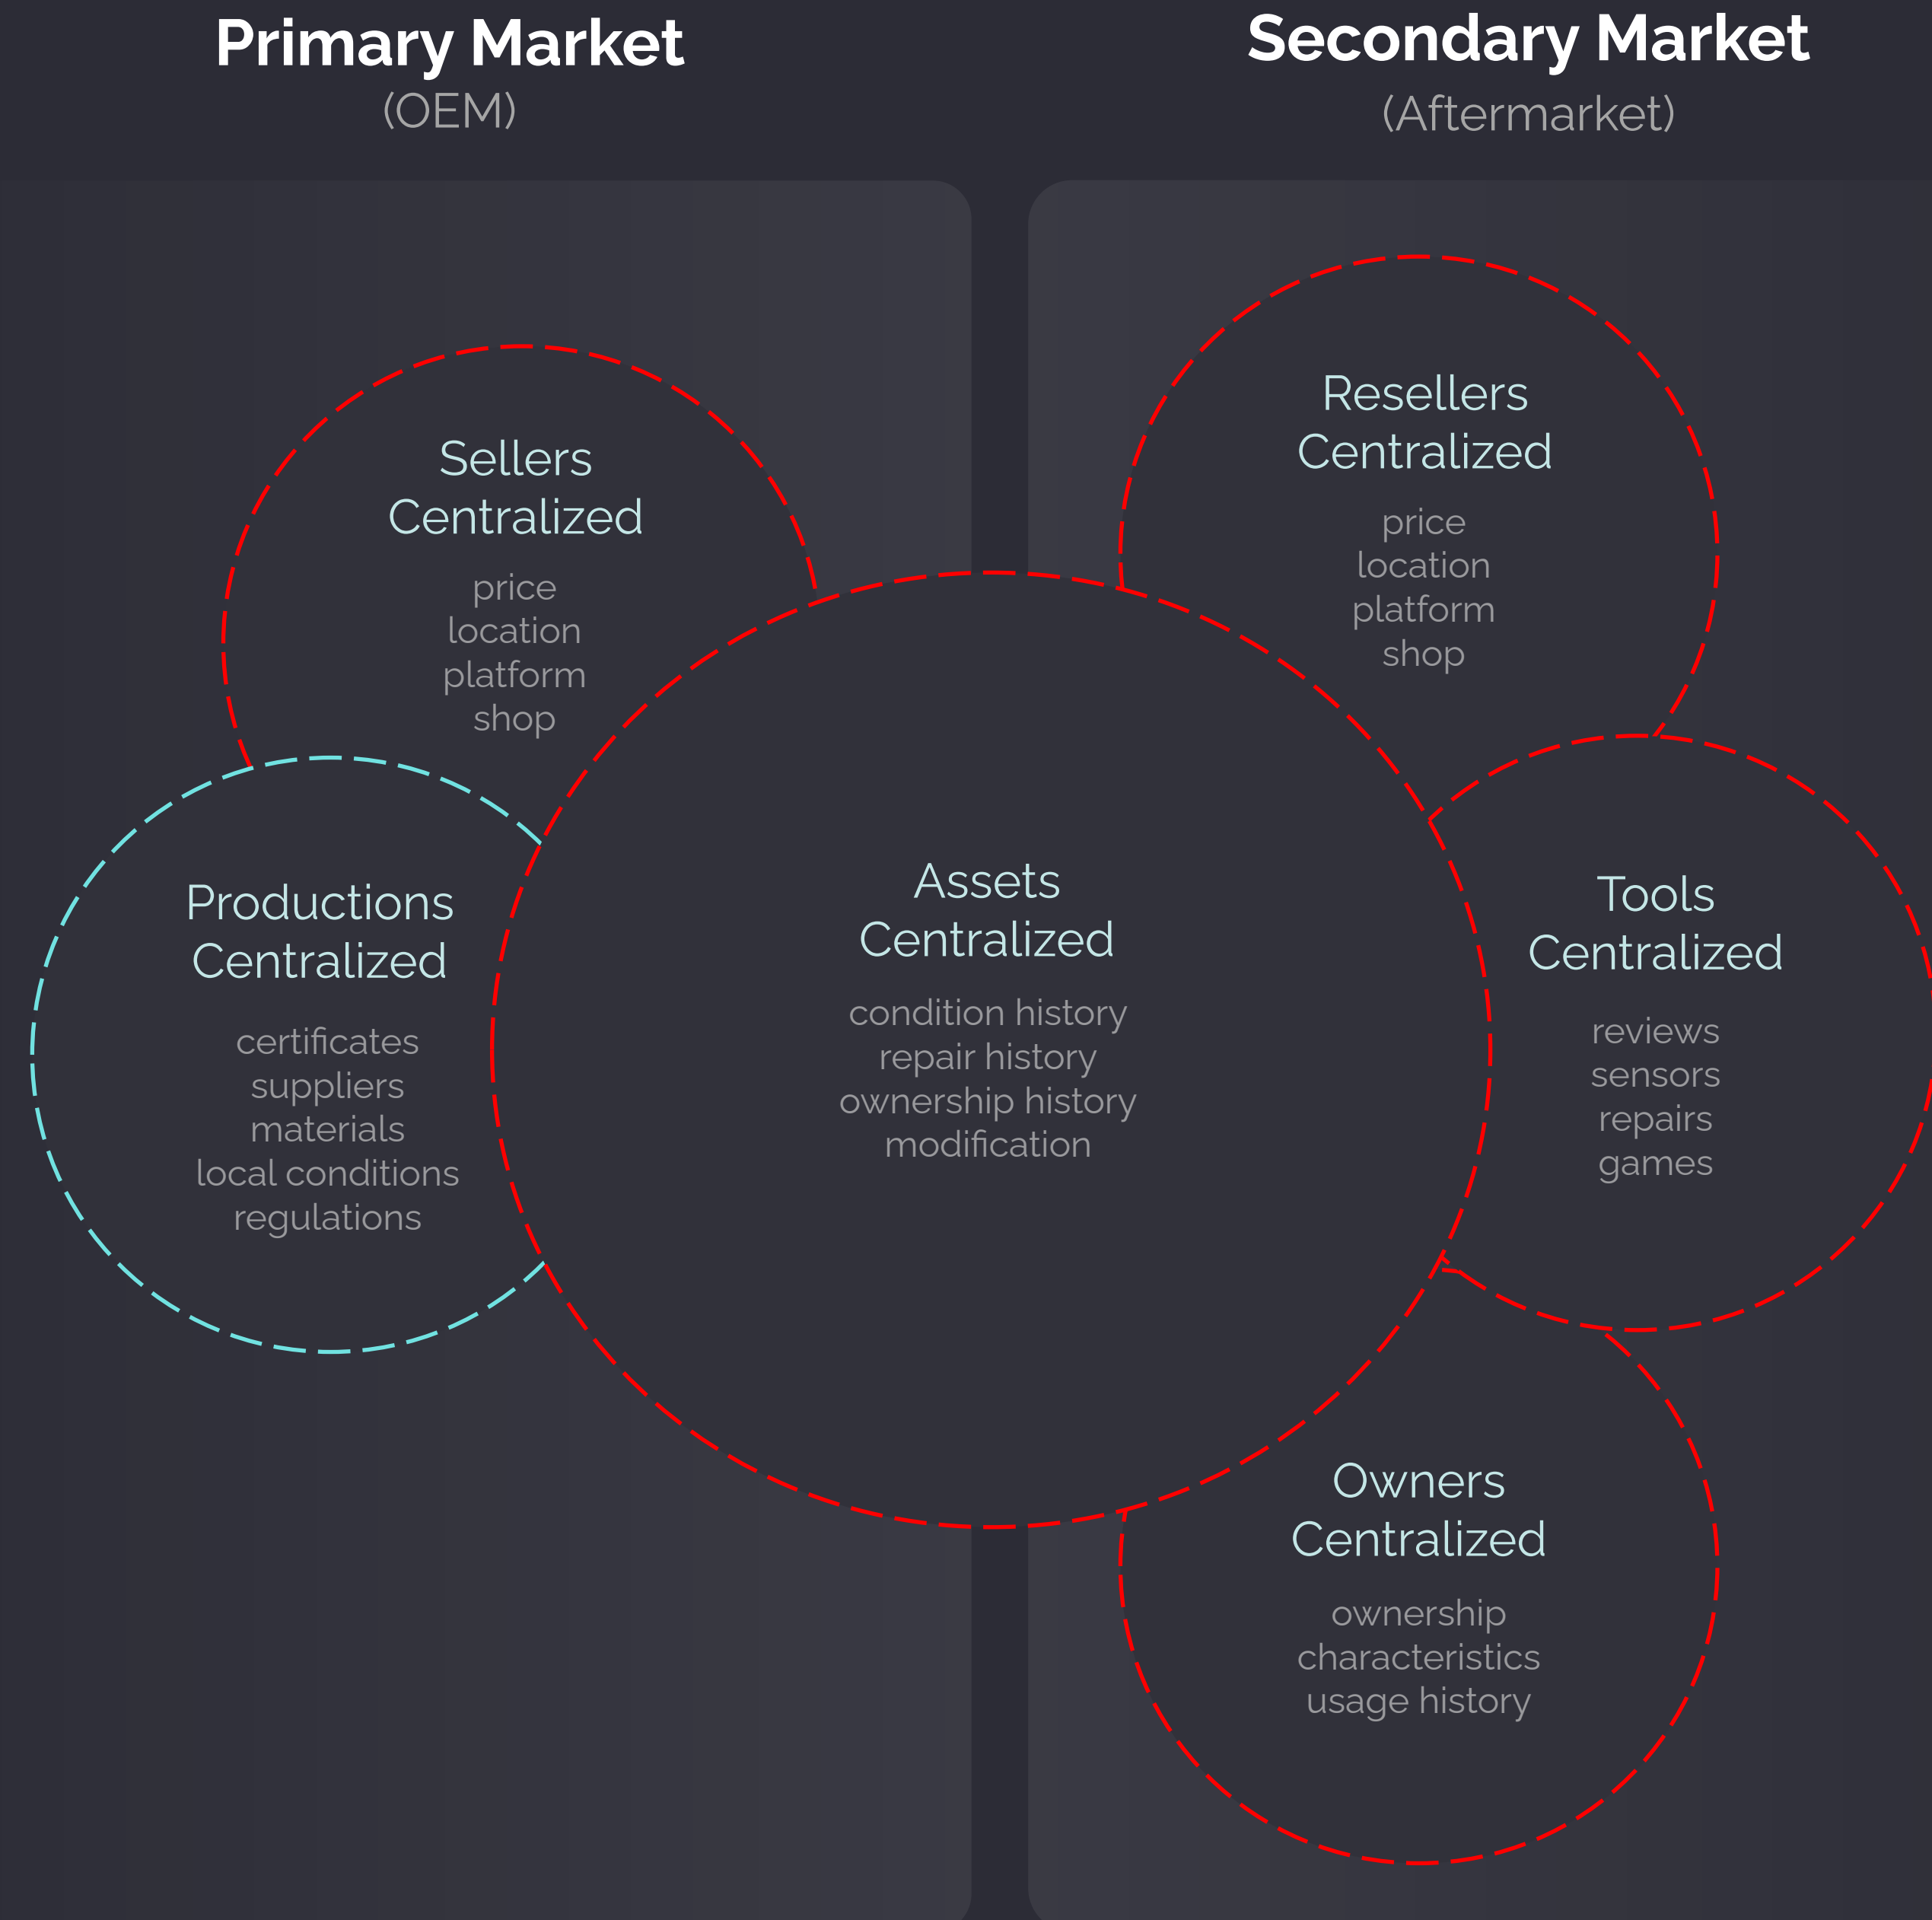 Primary Market
(OEM)
Secondary Market
(Aftermarket)
Sellers
Centralized
price
location
platform
shop
Resellers
Centralized
price
location
platform
shop
Productions
Centralized
certificates
suppliers
materials
local conditions
regulations
Assets
Centralized
condition history
repair history
ownership history
modification
Tools
Centralized
reviews
sensors
repairs
games
Owners
Centralized
ownership
characteristics
usage history